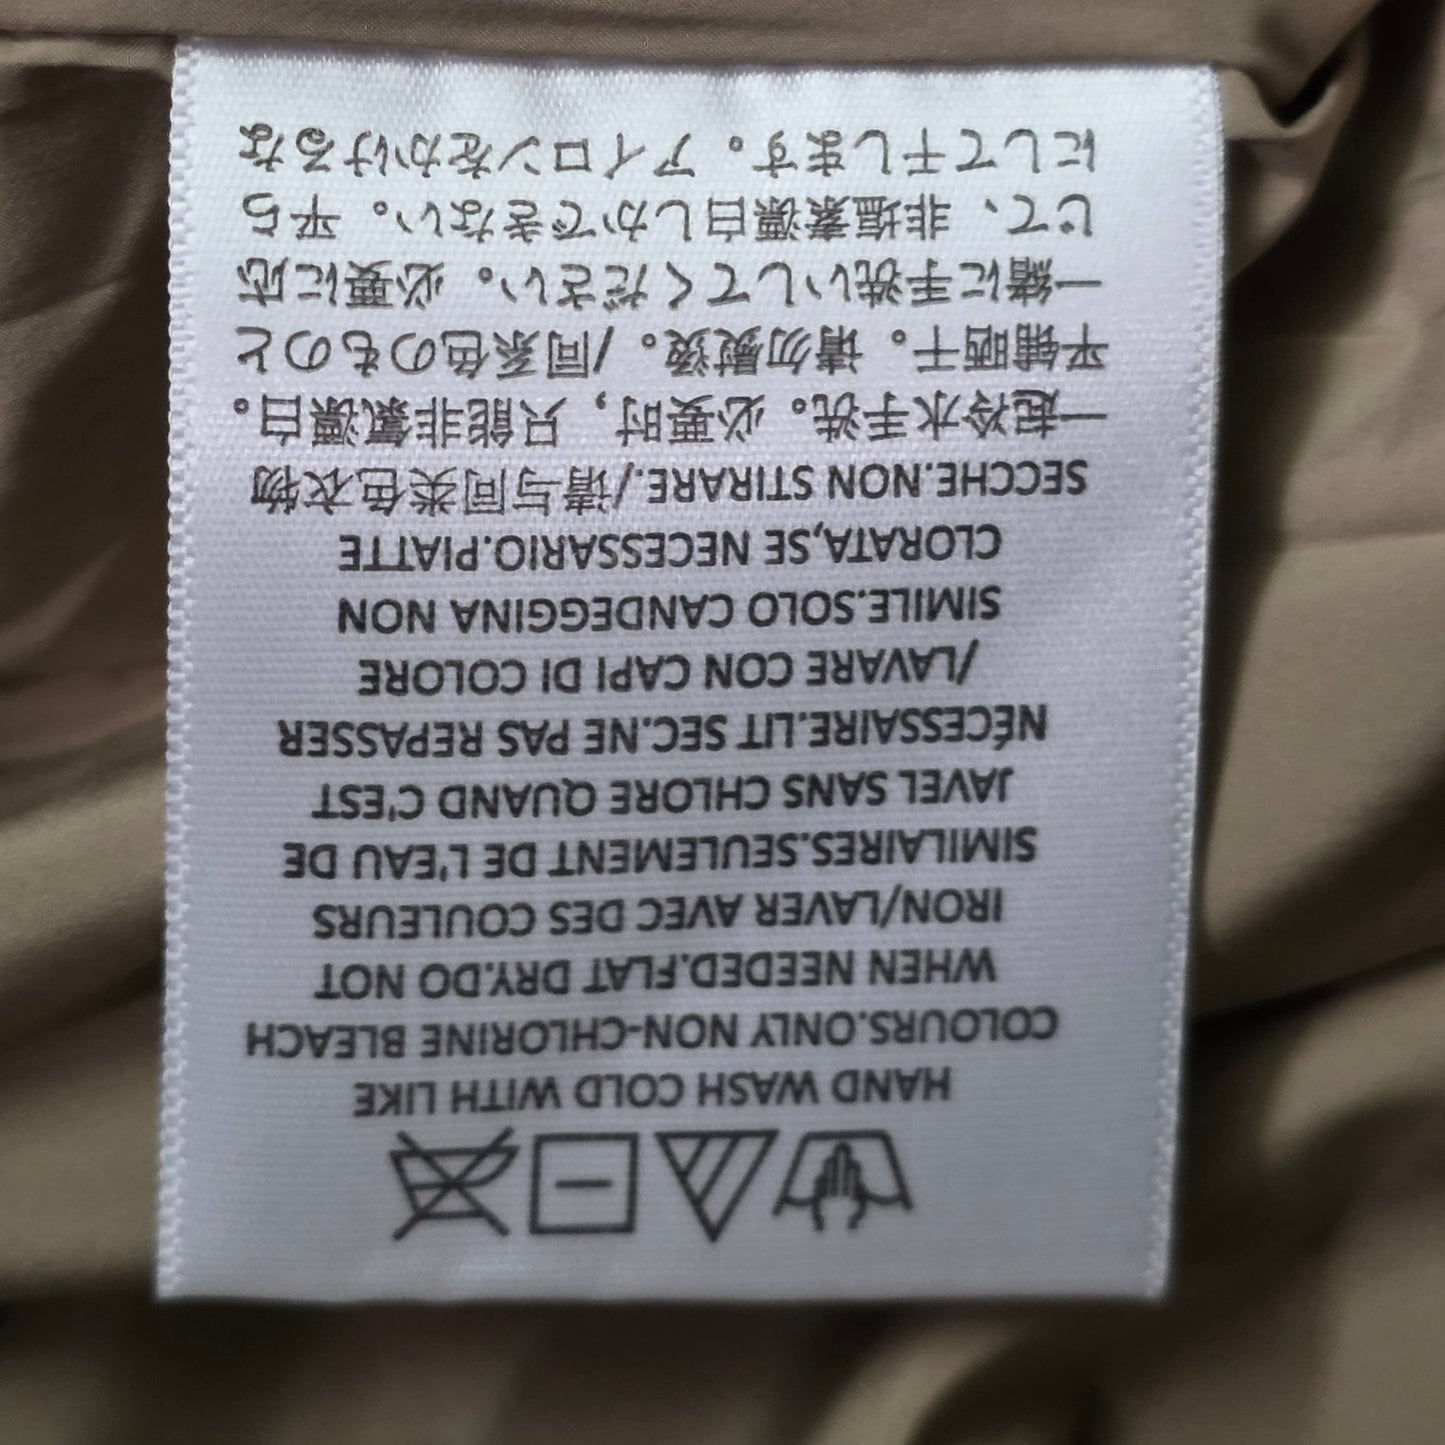 HAND WASH COLD WITH LIKE
COLOURS.ONLY NON-CHLORINE BLEACH
WHEN NEEDED.FLAT DRY.DO NOT
IRON/LAVER AVEC DES COULEURS
SIMILAIRES.SEULEMENT DE L'EAU DE
JAVEL SANS CHLORE QUAND C'EST
NÉCESSAIRE.LIT SEC.NE PAS REPASSER
/LAVARE CON CAPI DI COLORE
SIMILE.SOLO CANDEGGINA NON
CLORATA,SE NECESSARIO.PIATTE
SECCHE.NON STIRARE./请与同类色衣物
一起冷水手洗。必要时，只能非氯漂白。
平铺晒干。请勿熨烫。/同系色のものと
一緒に手洗いしてください。必要に応
じて、非塩素漂白しかできない。平ら
にして干します。アイロンをかけるな